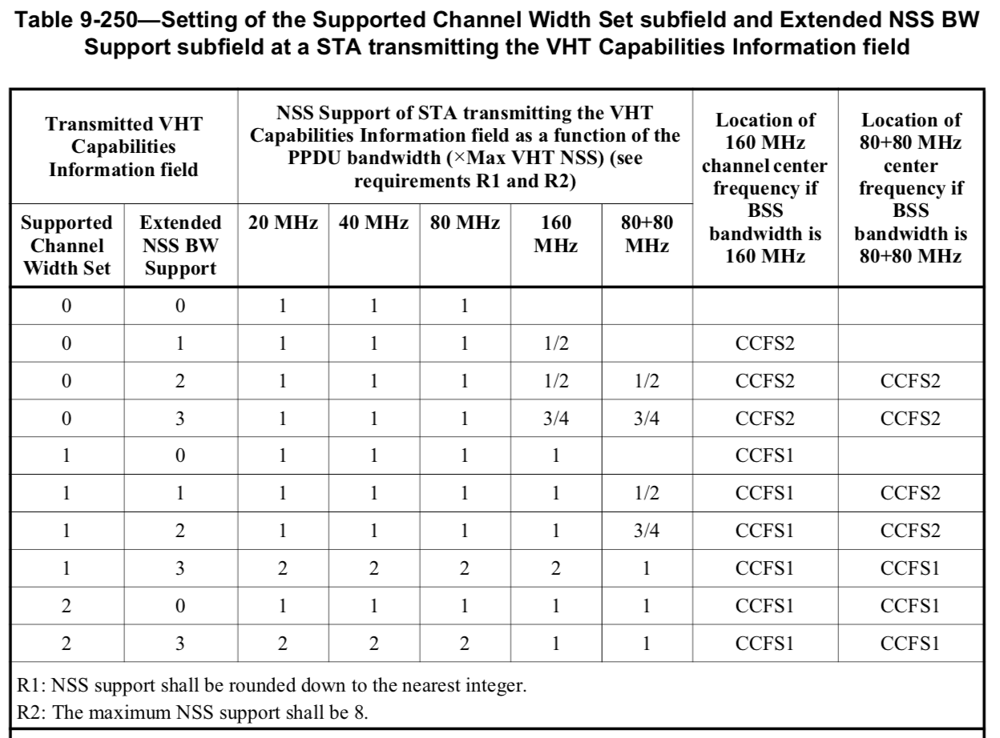 Table 9-250—Setting of the Supported Channel Width Set subfield and Extended NSS BW
Support subfield at a STA transmitting the VHT Capabilities Information field
Transmitted VHT
Capabilities
Information field
NSS Support of STA transmitting the VHT
Capabilities Information field as a function of the
PPDU bandwidth (×Max VHT NSS) (see
requirements R1 and R2)
Location of
160 MHz
channel center
frequency if
BSS
bandwidth is
160 MHz
Location of
80+80 MHz
center
frequency if
BSS
bandwidth is
80+80 MHz
Supported
Channel
Width Set
Extended
NSS BW
Support
20 MHz
40 MHz
80 MHz
160
MHz
80+80
MHz
0 0 1 1 1
0 1 1 1 1 1/2 CCFS2
0 2 1 1 1 1/2 1/2 CCFS2 CCFS2
0 3 1 1 1 3/4 3/4 CCFS2 CCFS2
1 0 1 1 1 1 CCFS1
1 1 1 1 1 1 1/2 CCFS1 CCFS2
1 2 1 1 1 1 3/4 CCFS1 CCFS2
1 3 2 2 2 2 1 CCFS1 CCFS1
2 0 1 1 1 1 1 CCFS1 CCFS1
2 3 2 2 2 1 1 CCFS1 CCFS1
R1: NSS support shall be rounded down to the nearest integer.
R2: The maximum NSS support shall be 8.